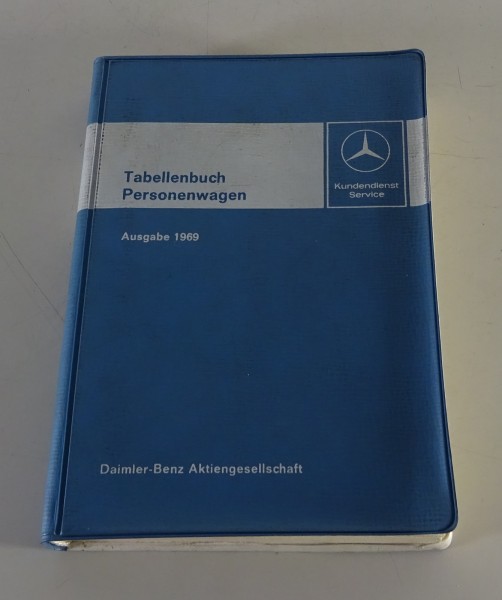 Tabellenbuch
Personenwagen
Kundendienst
Service
Ausgabe 1969
Daimler-Benz Aktiengesellschaft